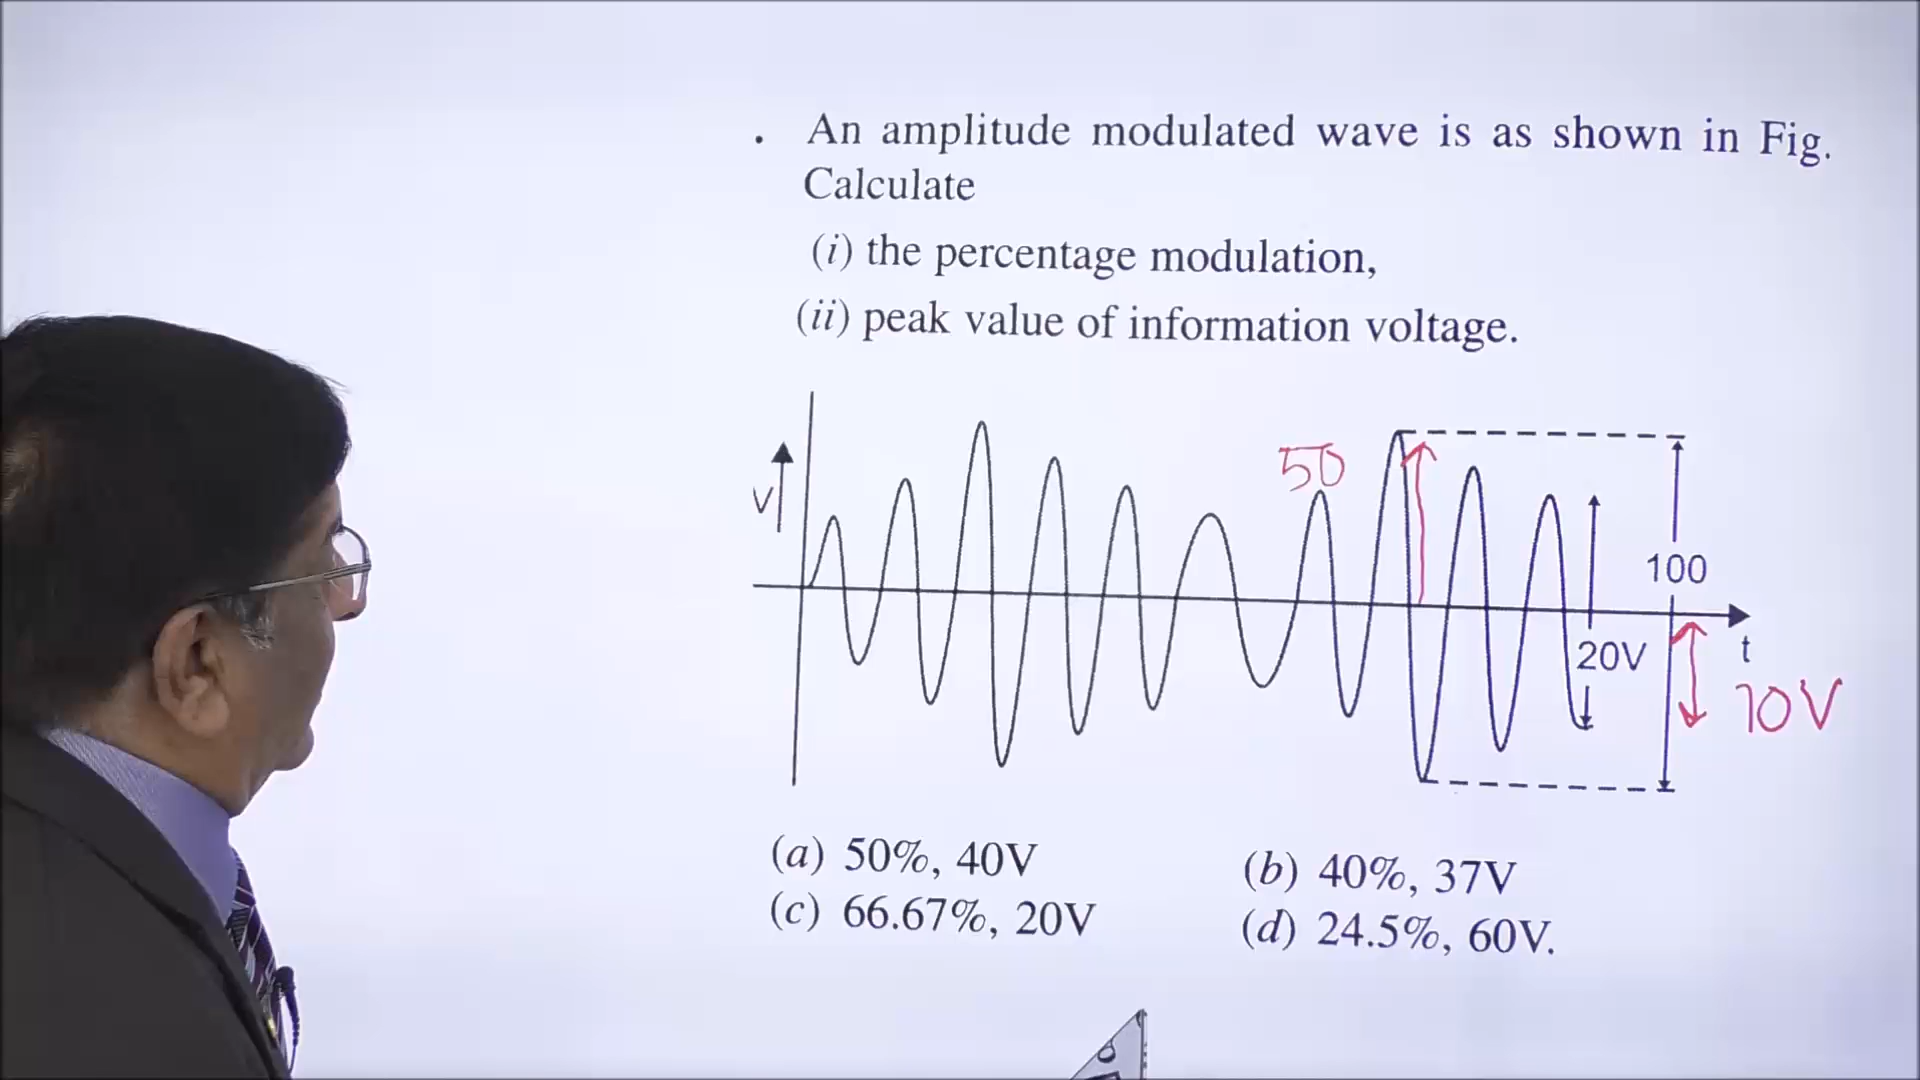 . An amplitude modulated wave is as shown in Fig.
Calculate
(i) the percentage modulation,
(ii) peak value of information voltage.
V
50
100
20V
t
10V
(a) 50%, 40V
(b) 40%, 37V
(c) 66.67%, 20V
(d) 24.5%, 60V.